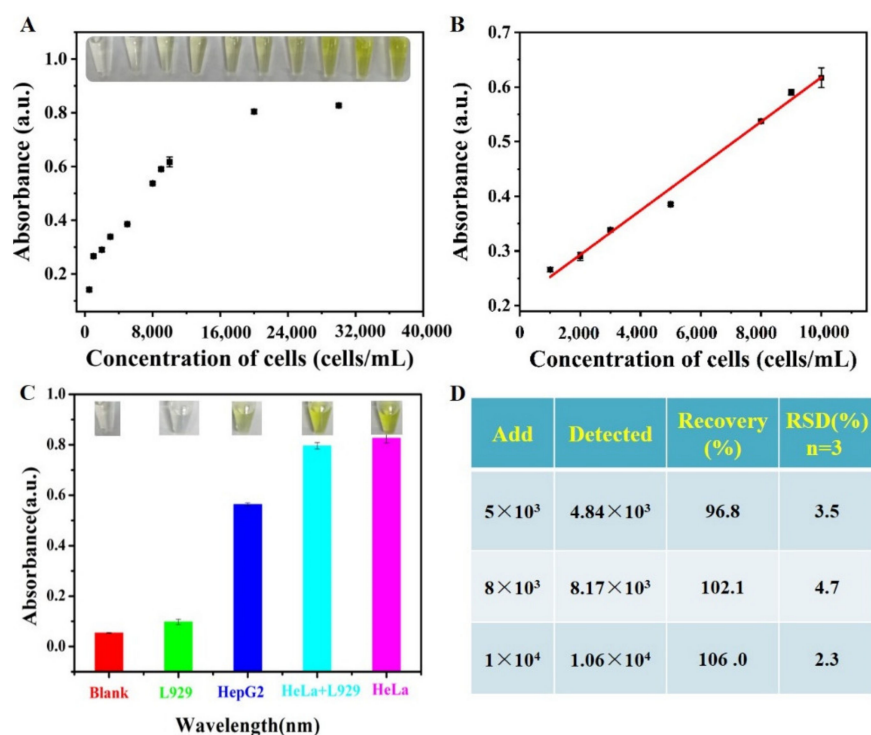 A
Absorbance (a.u.)
1.0
0.8
0.6
0.4
0.2
0
8,000
16,000
24,000
32,000
40,000
Concentration of cells (cells/mL)
B
Absorbance (a.u.)
0.7
0.6
0.5
0.4
0.3
0.2
0
2,000
4,000
6,000
8,000
10,000
Concentration of cells (cells/mL)
C
Absorbance(a.u.)
1.0
0.8
0.6
0.4
0.2
0.0
Blank
L929
HepG2
HeLa+L929
HeLa
Wavelength(nm)
D
Add Detected Recovery (%) RSD(%) n=3
5×10³ 4.84×10³ 96.8 3.5
8×10³ 8.17×10³ 102.1 4.7
1×10⁴ 1.06×10⁴ 106 .0 2.3